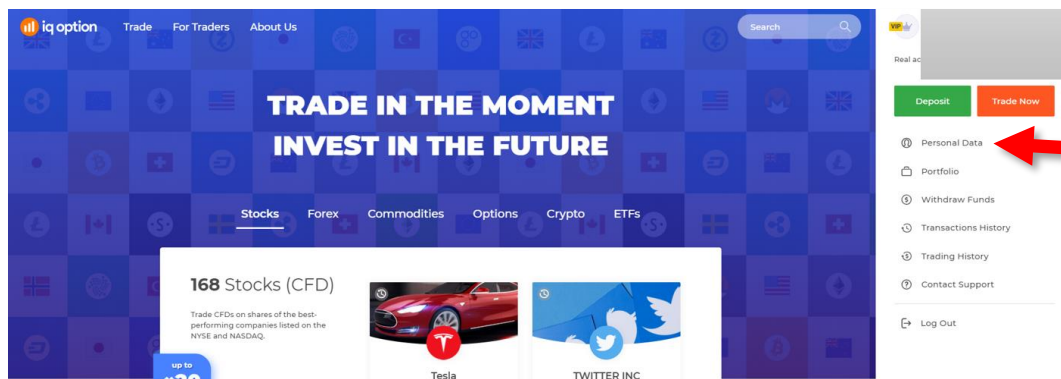 iq option Trade For Traders About Us Search
VIP
Real ac
Deposit Trade Now
Personal Data
Portfolio
Withdraw Funds
Transactions History
Trading History
Contact Support
Log Out
TRADE IN THE MOMENT
INVEST IN THE FUTURE
Stocks Forex Commodities Options Crypto ETFs
168 Stocks (CFD)
Trade CFDs on shares of the best-
performing companies listed on the
NYSE and NASDAQ.
up to
Tesla
TWITTER INC